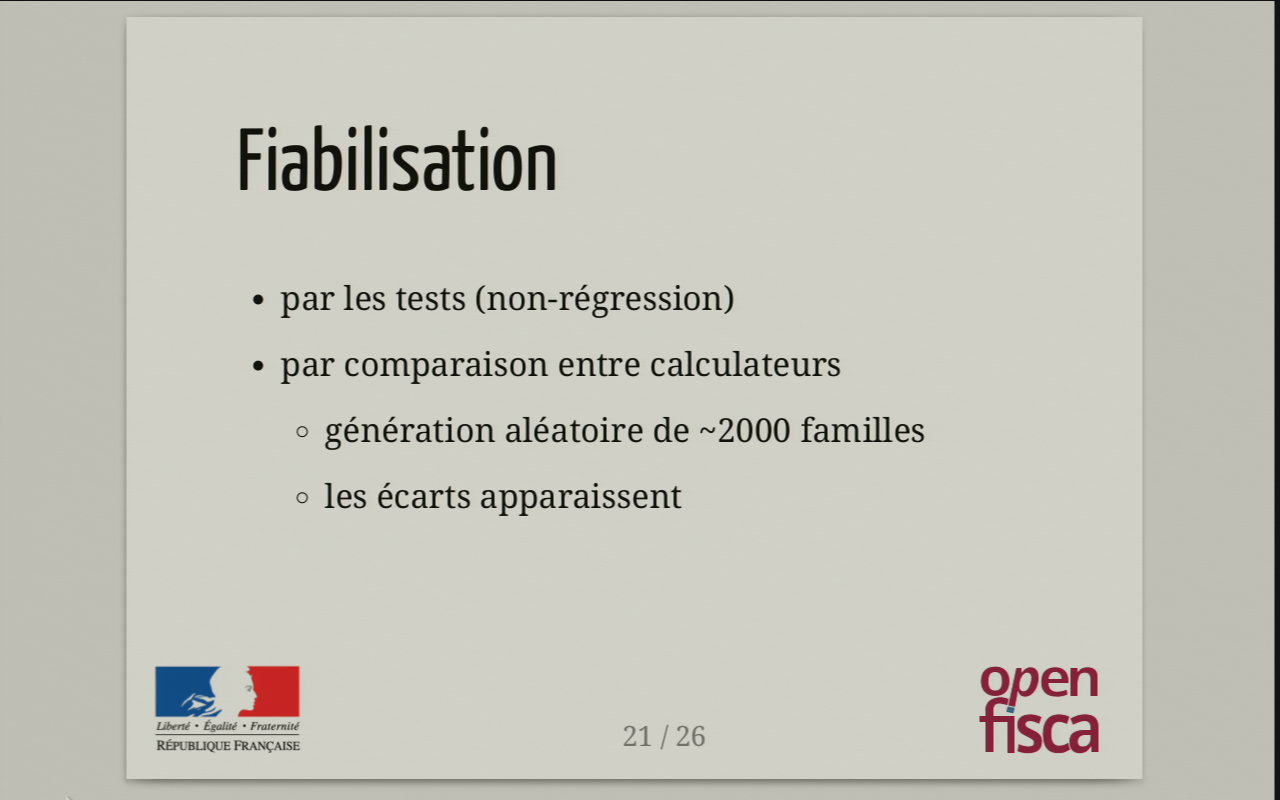 Fiabilisation
• par les tests (non-régression)
• par comparaison entre calculateurs
○ génération aléatoire de ~2000 familles
○ les écarts apparaissent
Liberté • Égalité • Fraternité
RÉPUBLIQUE FRANÇAISE
21 / 26
open
fisca